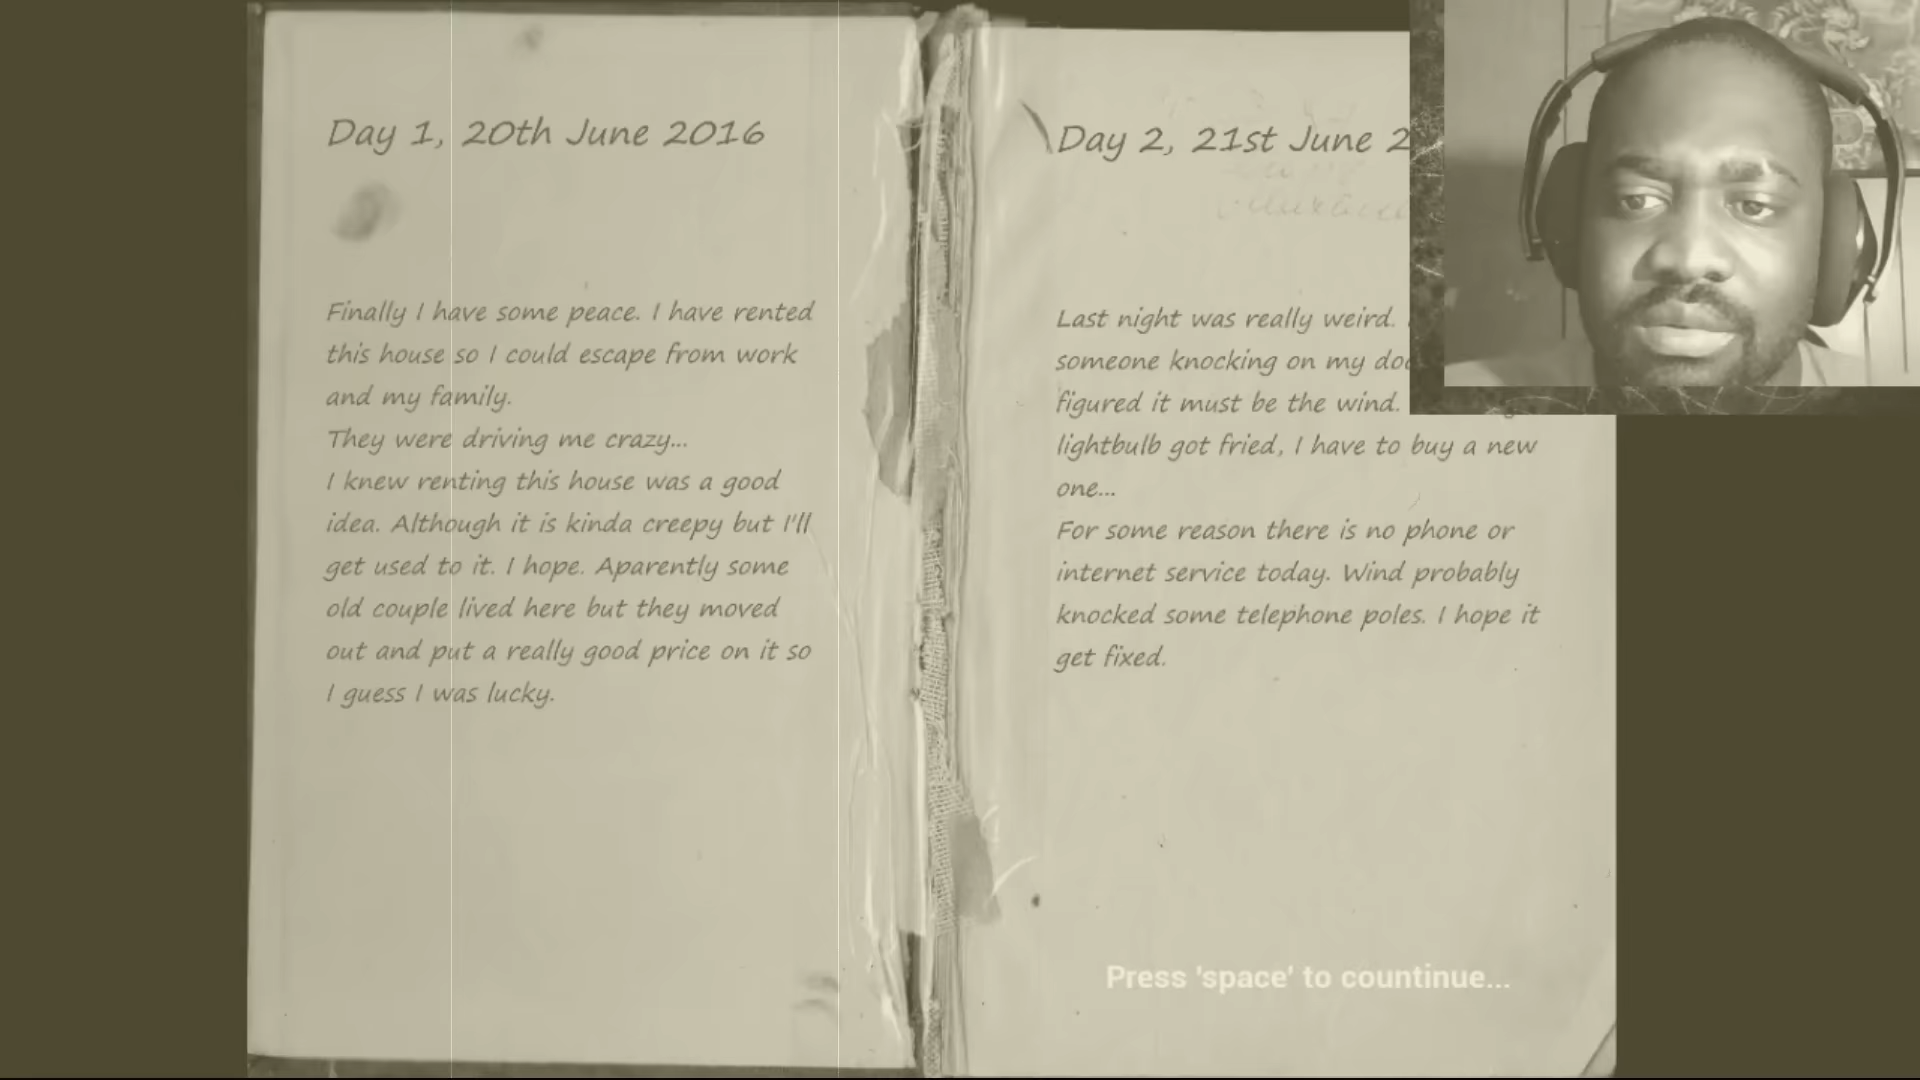 Day 1, 20th June 2016
Finally I have some peace. I have rented
this house so I could escape from work
and my family.
They were driving me crazy...
I knew renting this house was a good
idea. Although it is kinda creepy but I'll
get used to it. I hope. Aparently some
old couple lived here but they moved
out and put a really good price on it so
I guess I was lucky.
Day 2, 21st June 2
Last night was really weird.
someone knocking on my
figured it must be the wind.
lightbulb got fried, I have to buy a new
one...
For some reason there is no phone or
internet service today. Wind probably
knocked some telephone poles. I hope it
get fixed.
Press 'space' to countinue...